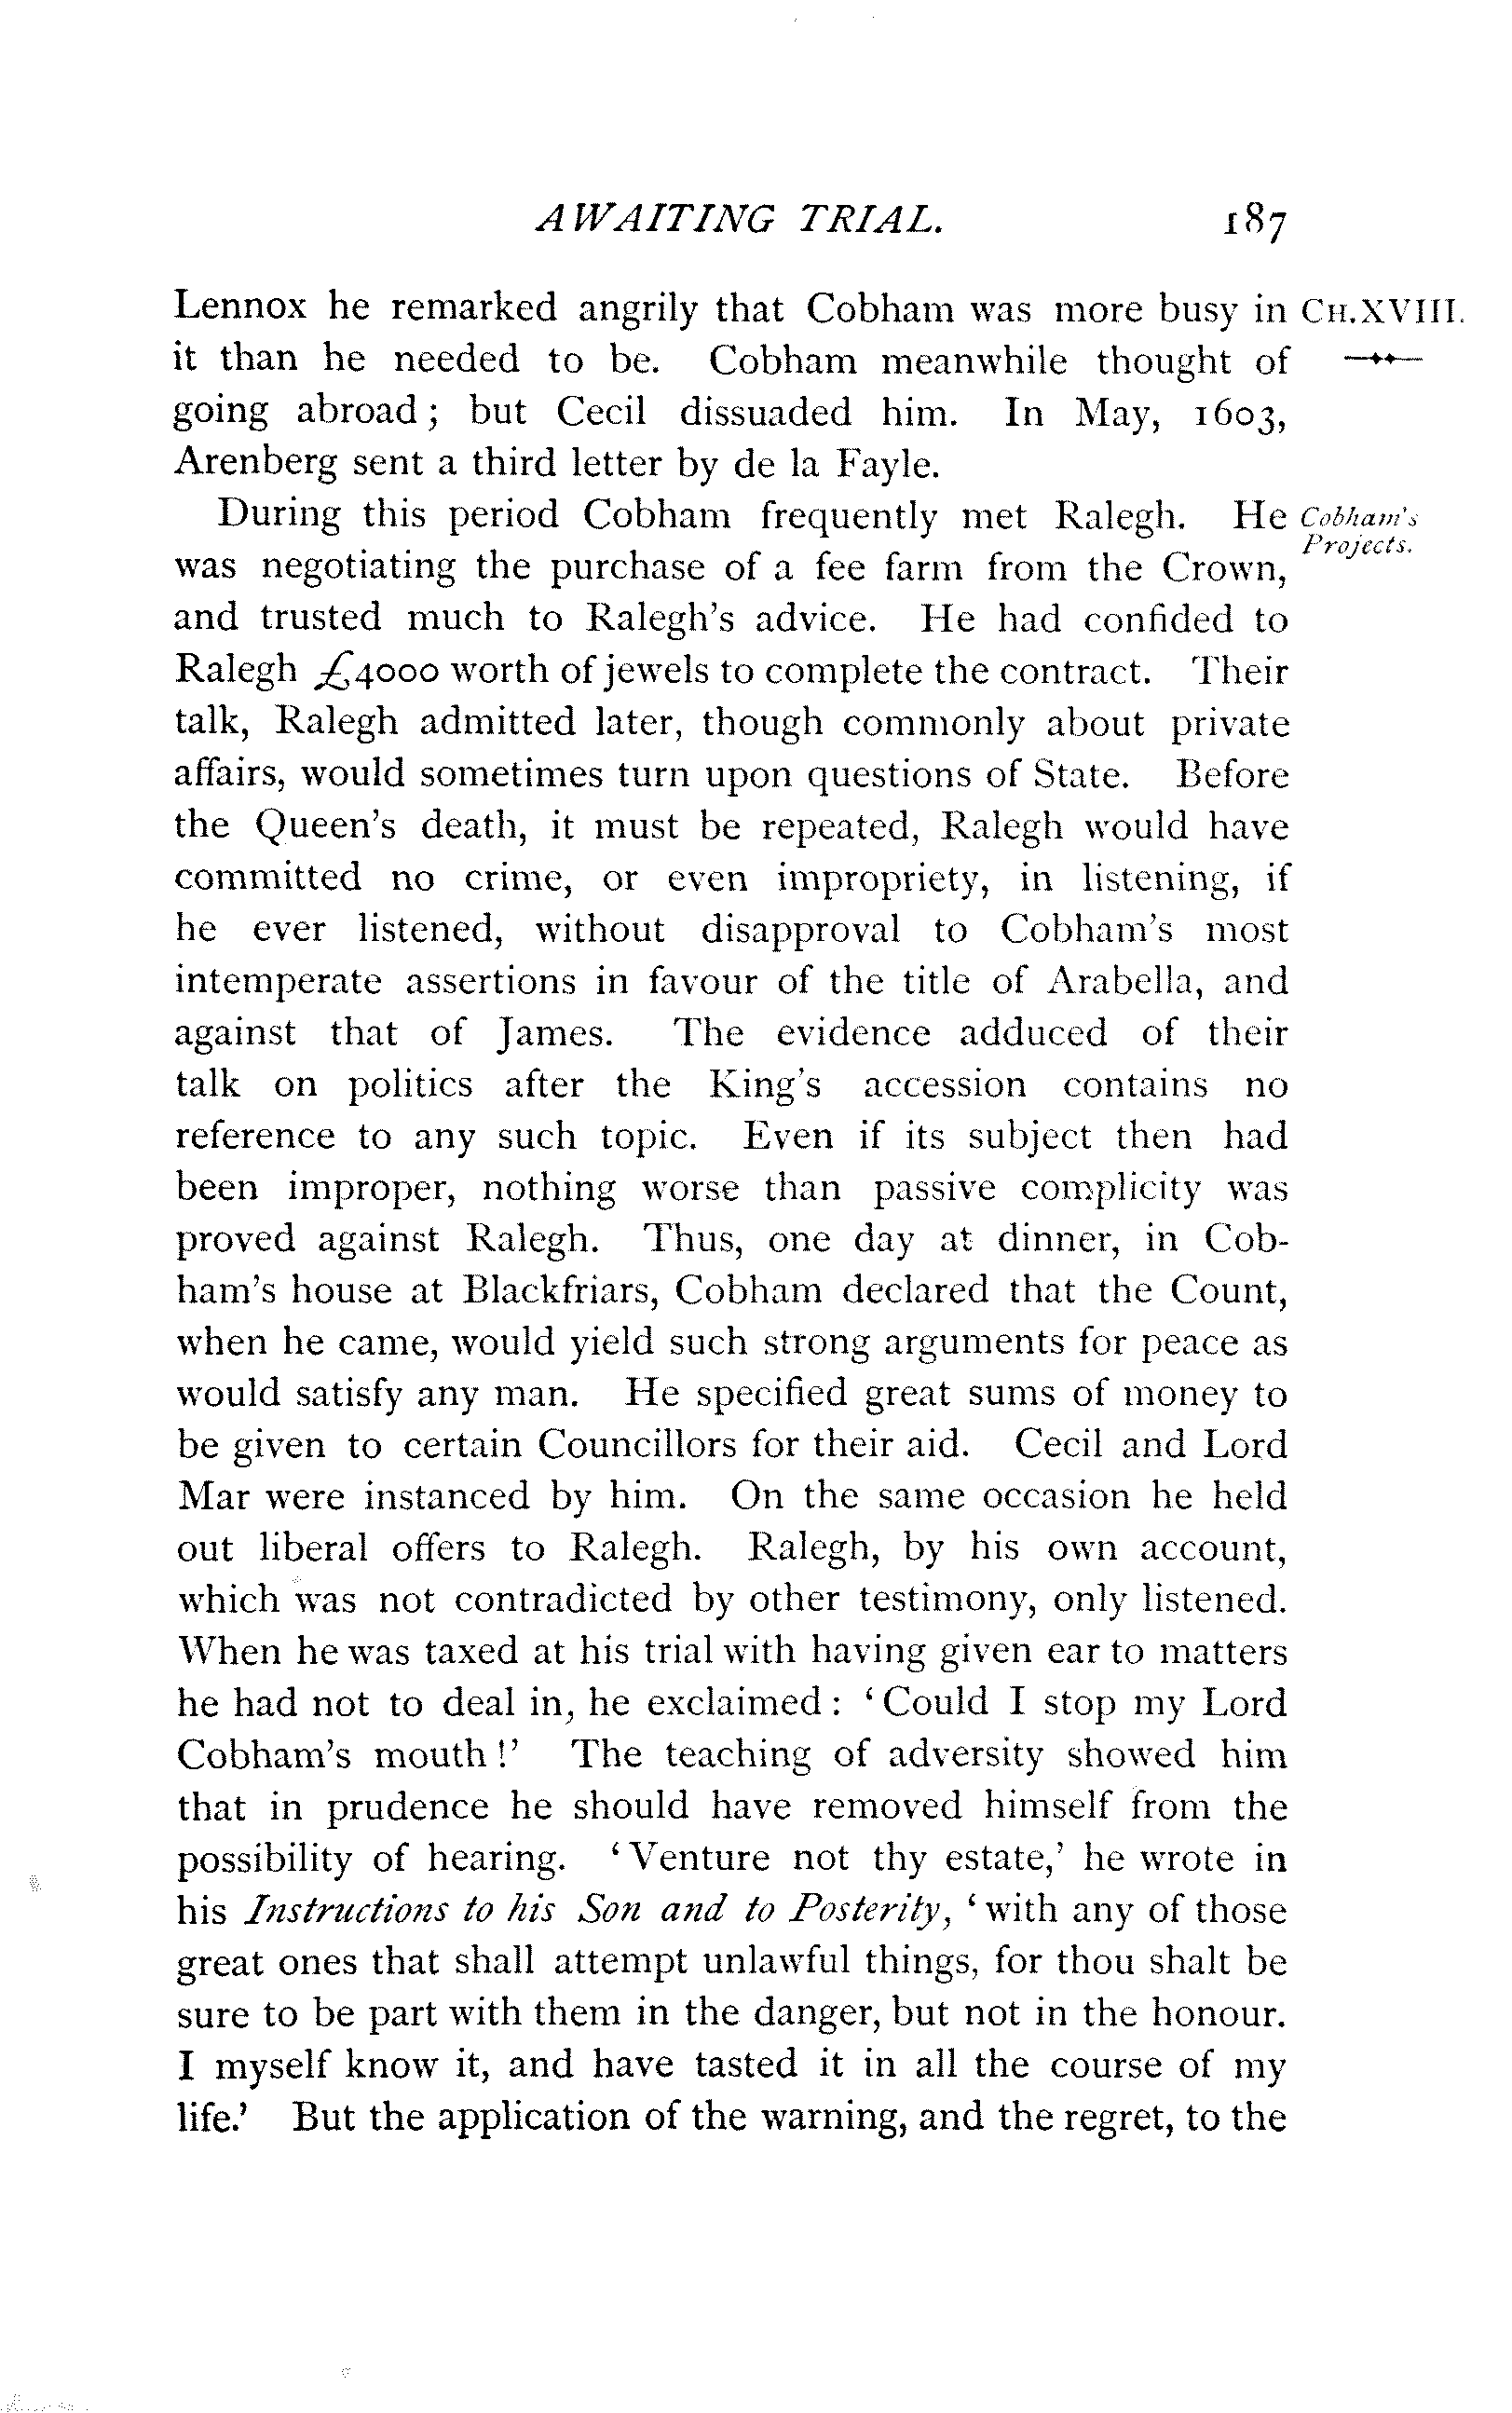 AWAITING TRIAL. 187
Lennox he remarked angrily that Cobham was more busy in CH. XVIII.
it than he needed to be. Cobham meanwhile thought of
going abroad; but Cecil dissuaded him. In May, 1603,
Arenberg sent a third letter by de la Fayle.
During this period Cobham frequently met Ralegh. He Cobham's
Projects.
was negotiating the purchase of a fee farm from the Crown,
and trusted much to Ralegh's advice. He had confided to
Ralegh £4000 worth of jewels to complete the contract. Their
talk, Ralegh admitted later, though commonly about private
affairs, would sometimes turn upon questions of State. Before
the Queen's death, it must be repeated, Ralegh would have
committed no crime, or even impropriety, in listening, if
he ever listened, without disapproval to Cobham's most
intemperate assertions in favour of the title of Arabella, and
against that of James. The evidence adduced of their
talk on politics after the King's accession contains no
reference to any such topic. Even if its subject then had
been improper, nothing worse than passive complicity was
proved against Ralegh. Thus, one day at dinner, in Cob-
ham's house at Blackfriars, Cobham declared that the Count,
when he came, would yield such strong arguments for peace as
would satisfy any man. He specified great sums of money to
be given to certain Councillors for their aid. Cecil and Lord
Mar were instanced by him. On the same occasion he held
out liberal offers to Ralegh. Ralegh, by his own account,
which was not contradicted by other testimony, only listened.
When he was taxed at his trial with having given ear to matters
he had not to deal in, he exclaimed: 'Could I stop my Lord
Cobham's mouth!' The teaching of adversity showed him
that in prudence he should have removed himself from the
possibility of hearing. 'Venture not thy estate,' he wrote in
his Instructions to his Son and to Posterity, 'with any of those
great ones that shall attempt unlawful things, for thou shalt be
sure to be part with them in the danger, but not in the honour.
I myself know it, and have tasted it in all the course of my
life.' But the application of the warning, and the regret, to the